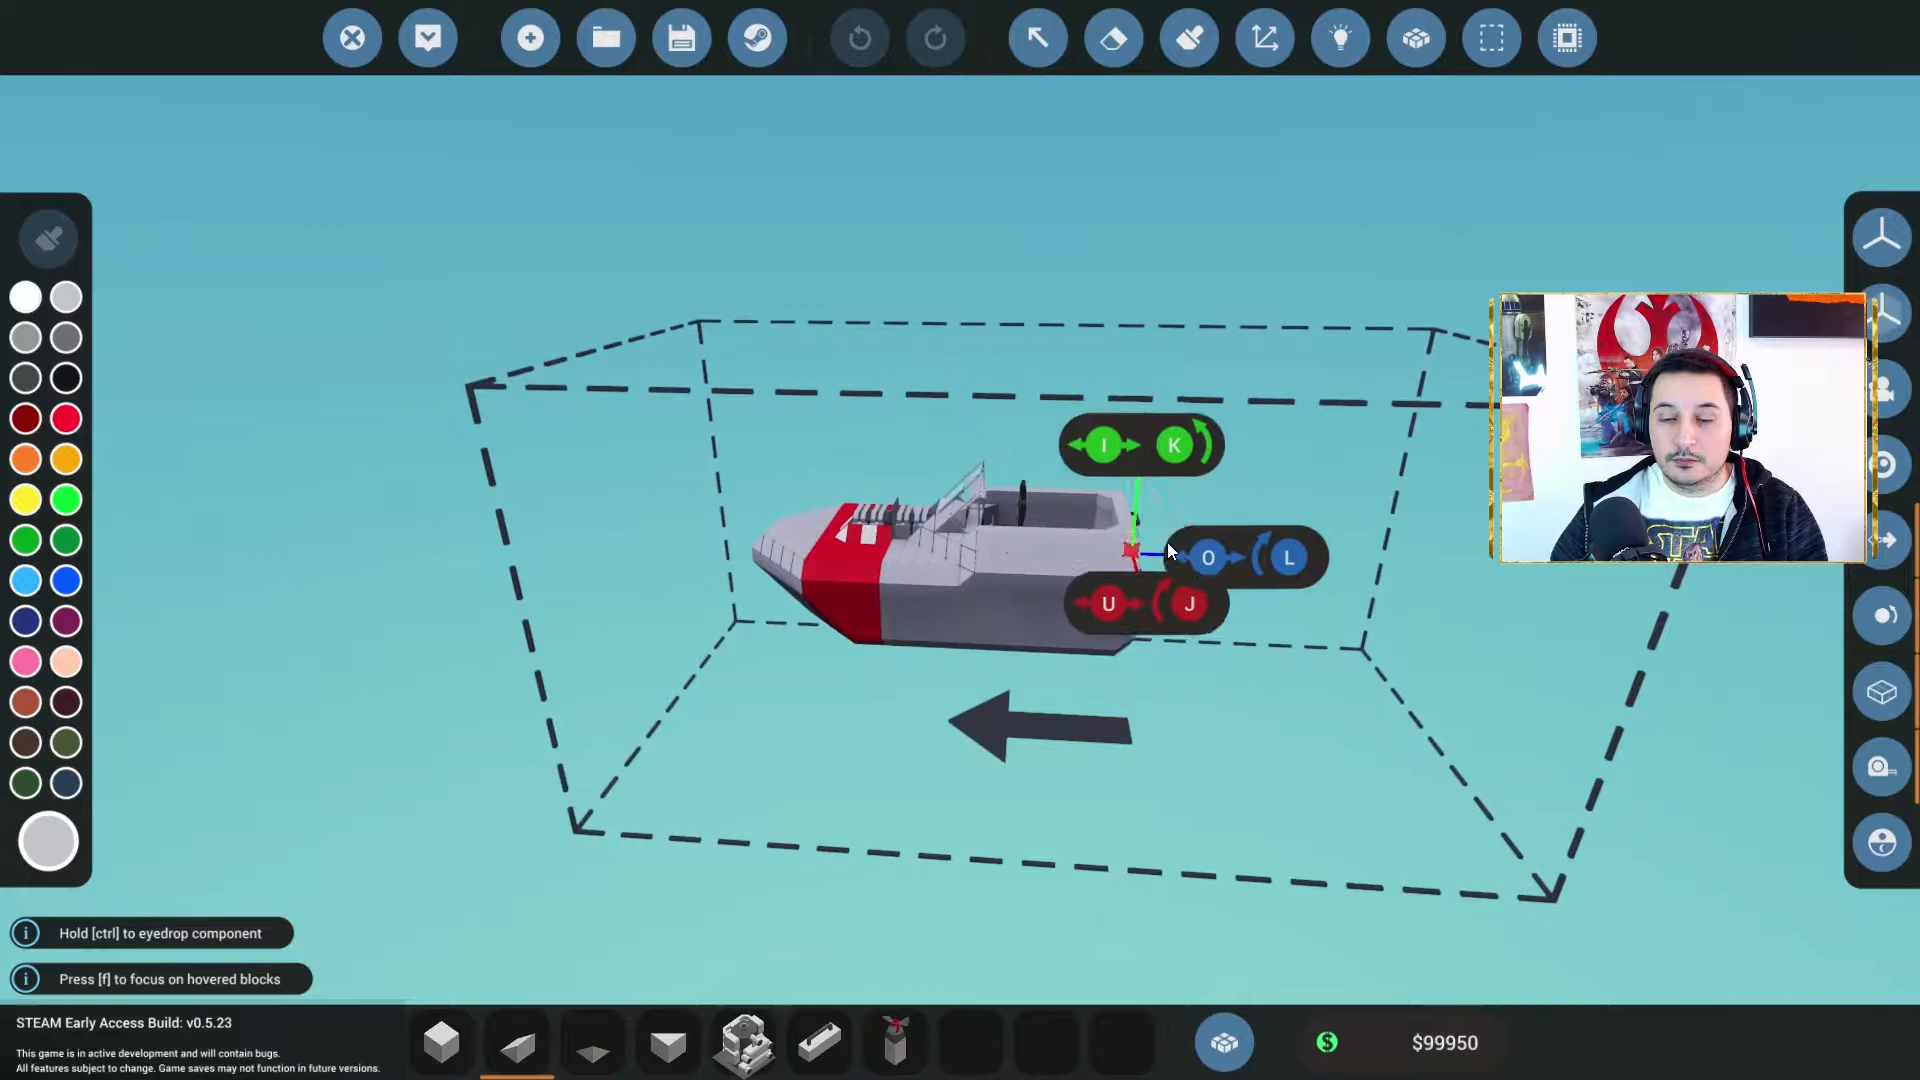 I K
O L
U J
Hold [ctrl] to eyedrop component
Press [f] to focus on hovered blocks
STEAM Early Access Build: v0.5.23
This game is in active development and will contain bugs.
All features subject to change. Game saves may not function in future versions.
$ $99950